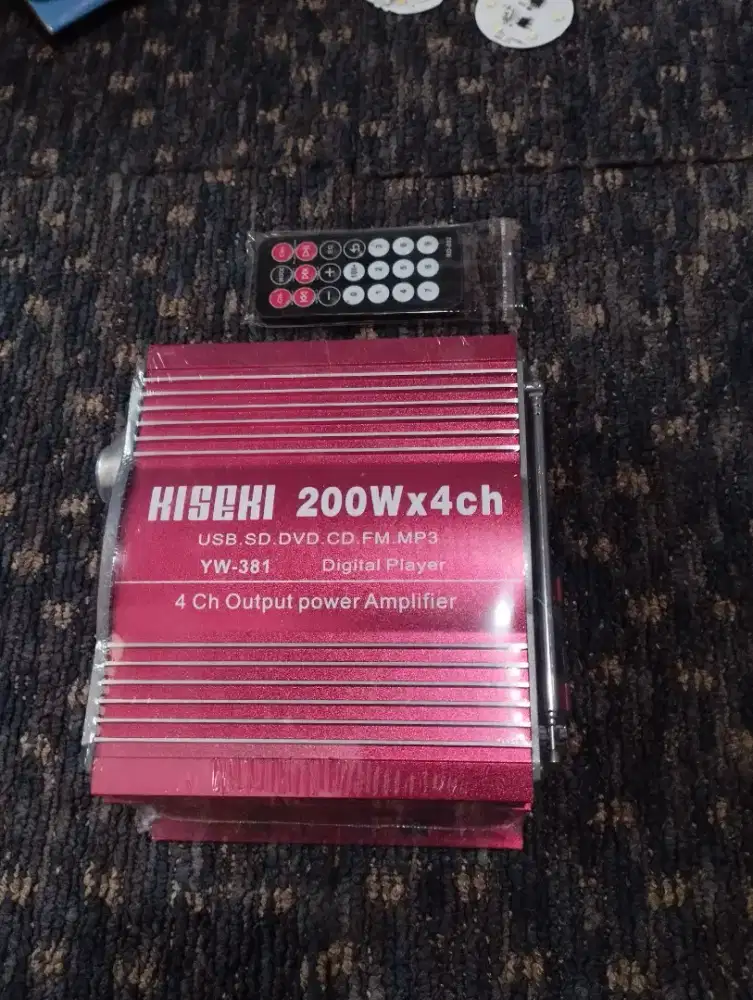 KISEKI 200Wx4ch
USB.SD.DVD.CD.FM.MP3
YW-381 Digital Player
4 Ch Output power Amplifier